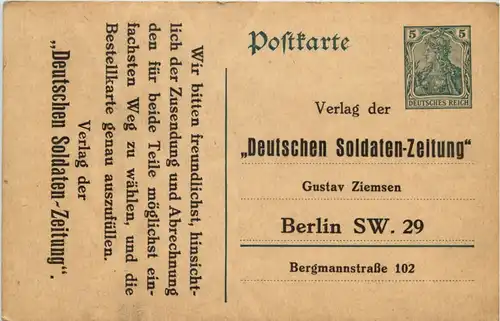 Wir bitten freundlichst, hinsicht-
lich der Zusendung und Abrechnung
den für beide Teile möglichst ein-
fachsten Weg zu wählen, und die
Bestellkarte genau auszufüllen.
Verlag der
„Deutschen Soldaten-Zeitung“.
Postkarte
5 5
DEUTSCHES REICH
Verlag der
„Deutschen Soldaten-Zeitung“
Gustav Ziemsen
Berlin SW. 29
Bergmannstraße 102